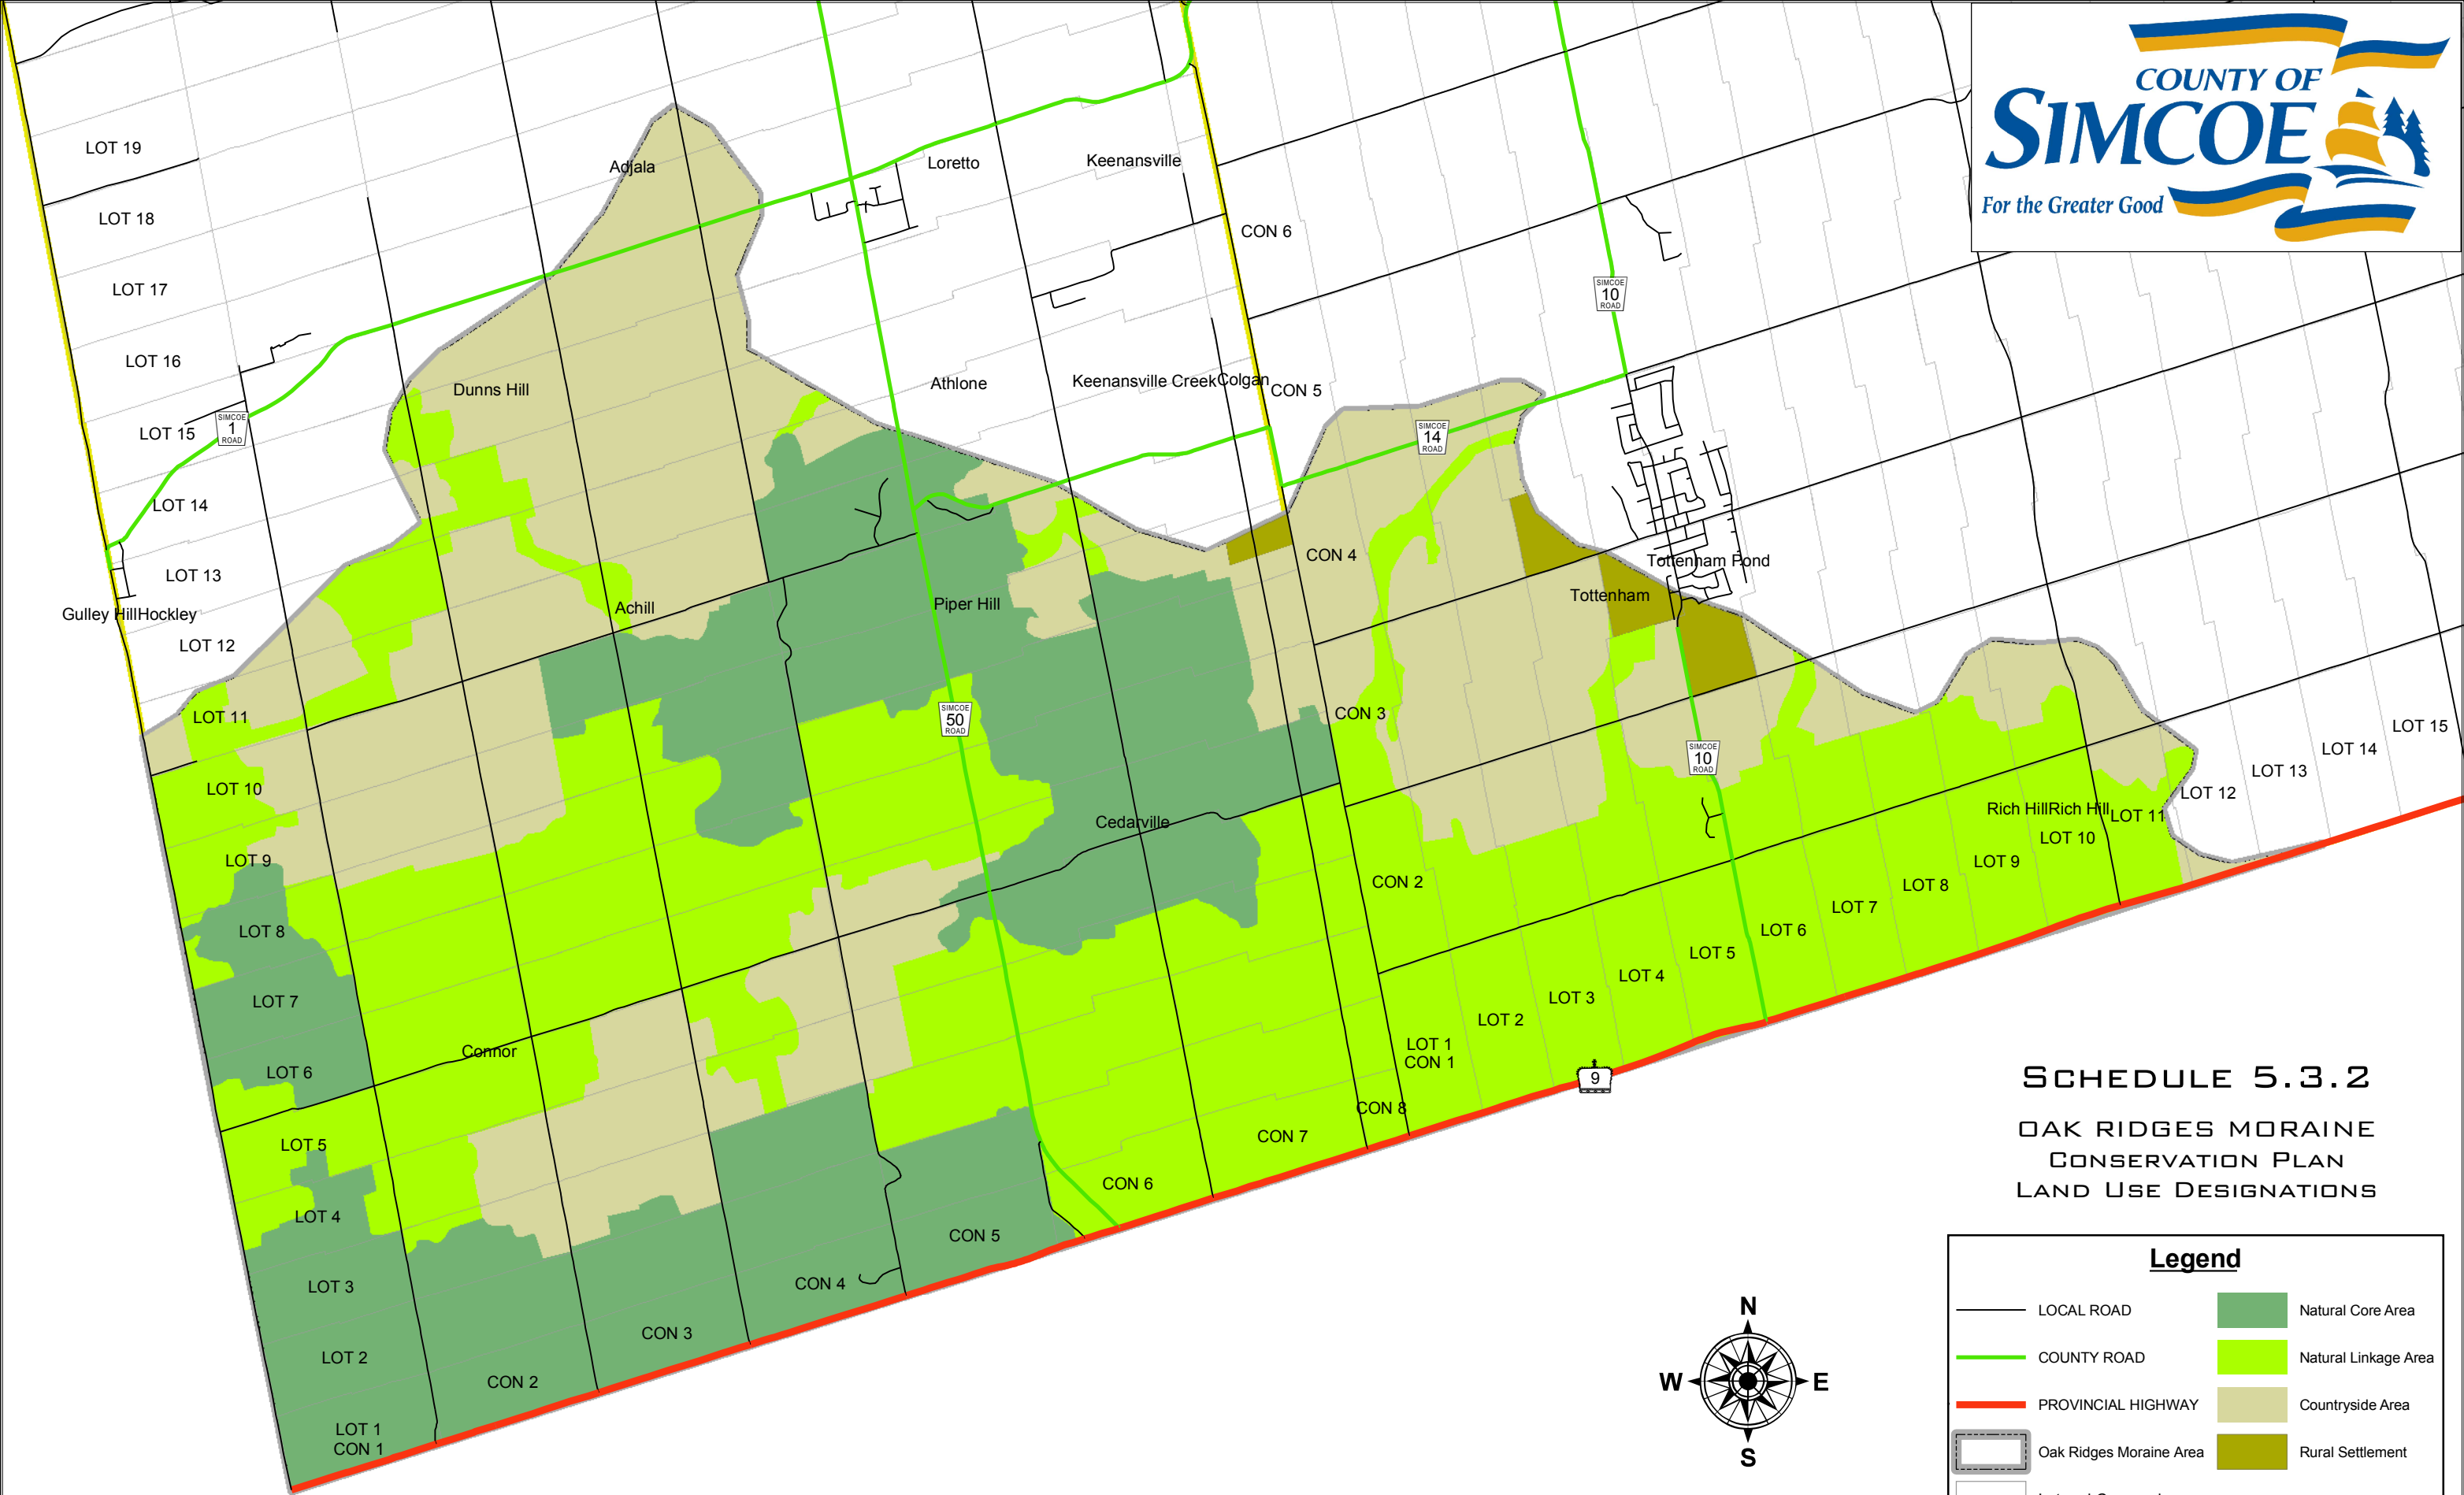 COUNTY OF
SIMCOE
For the Greater Good
LOT 19
LOT 18
LOT 17
LOT 16
LOT 15
LOT 14
LOT 13
LOT 12
LOT 11
LOT 10
LOT 9
LOT 8
LOT 7
LOT 6
LOT 5
LOT 4
LOT 3
LOT 2
LOT 1
CON 1
CON 2
CON 3
CON 4
CON 5
CON 6
CON 7
CON 8
Adjala
Loretto
Keenansville
CON 6
SIMCOE
10
ROAD
Dunns Hill
Athlone
Keenansville Creek
Colgan
CON 5
SIMCOE
1
ROAD
SIMCOE
14
ROAD
CON 4
Tottenham Pond
Tottenham
Gulley Hill
Hockley
Achill
Piper Hill
SIMCOE
50
ROAD
CON 3
SIMCOE
10
ROAD
Cedarville
CON 2
Connor
Rich Hill
Rich Hill
LOT 1
CON 1
LOT 2
LOT 3
LOT 4
LOT 5
LOT 6
LOT 7
LOT 8
LOT 9
LOT 10
LOT 11
LOT 12
LOT 13
LOT 14
LOT 15
9
SCHEDULE 5.3.2
OAK RIDGES MORAINE
CONSERVATION PLAN
LAND USE DESIGNATIONS
N
W
E
S
Legend
LOCAL ROAD
COUNTY ROAD
PROVINCIAL HIGHWAY
Oak Ridges Moraine Area
Natural Core Area
Natural Linkage Area
Countryside Area
Rural Settlement